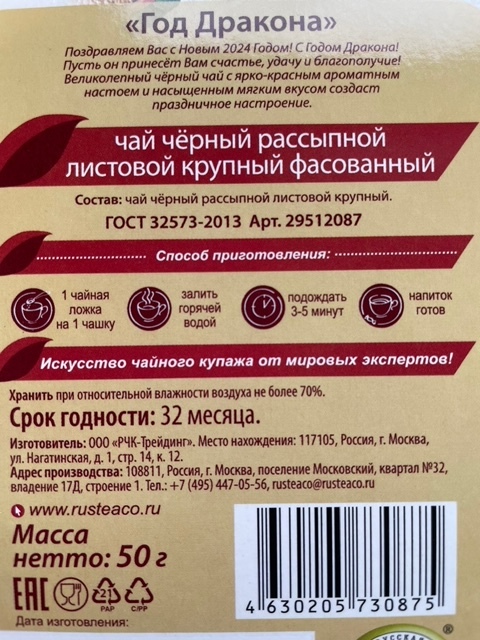 «Год Дракона»
Поздравляем Вас с Новым 2024 Годом! С Годом Дракона!
Пусть он принесёт Вам счастье, удачу и благополучие!
Великолепный чёрный чай с ярко-красным ароматным
настоем и насыщенным мягким вкусом создаст
праздничное настроение.
чай чёрный рассыпной
листовой крупный фасованный
Состав: чай чёрный рассыпной листовой крупный.
ГОСТ 32573-2013 Арт. 29512087
Способ приготовления:
1 чайная
ложка
на 1 чашку
залить
горячей
водой
подождать
3-5 минут
напиток
готов
Искусство чайного купажа от мировых экспертов!
Хранить при относительной влажности воздуха не более 70%.
Срок годности: 32 месяца.
Изготовитель: ООО «РЧК-Трейдинг». Место нахождения: 117105, Россия, г. Москва,
ул. Нагатинская, д. 1, стр. 14, к. 12.
Адрес производства: 108811, Россия, г. Москва, поселение Московский, квартал №32,
владение 17Д, строение 1. Тел.: +7 (495) 447-05-56, rusteaco@rusteaco.ru
www.rusteaco.ru
Масса
нетто: 50 г
EAC
21
PAP
C/PP
4 630205 730875
Дата изготовления:
®